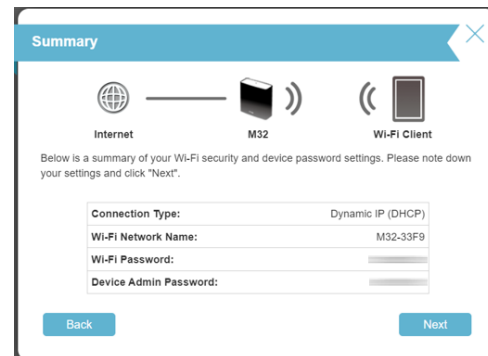 Summary
Internet
M32
Wi-Fi Client
Below is a summary of your Wi-Fi security and device password settings. Please note down
your settings and click "Next".
Connection Type: Dynamic IP (DHCP)
Wi-Fi Network Name: M32-33F9
Wi-Fi Password:
Device Admin Password:
Back
Next